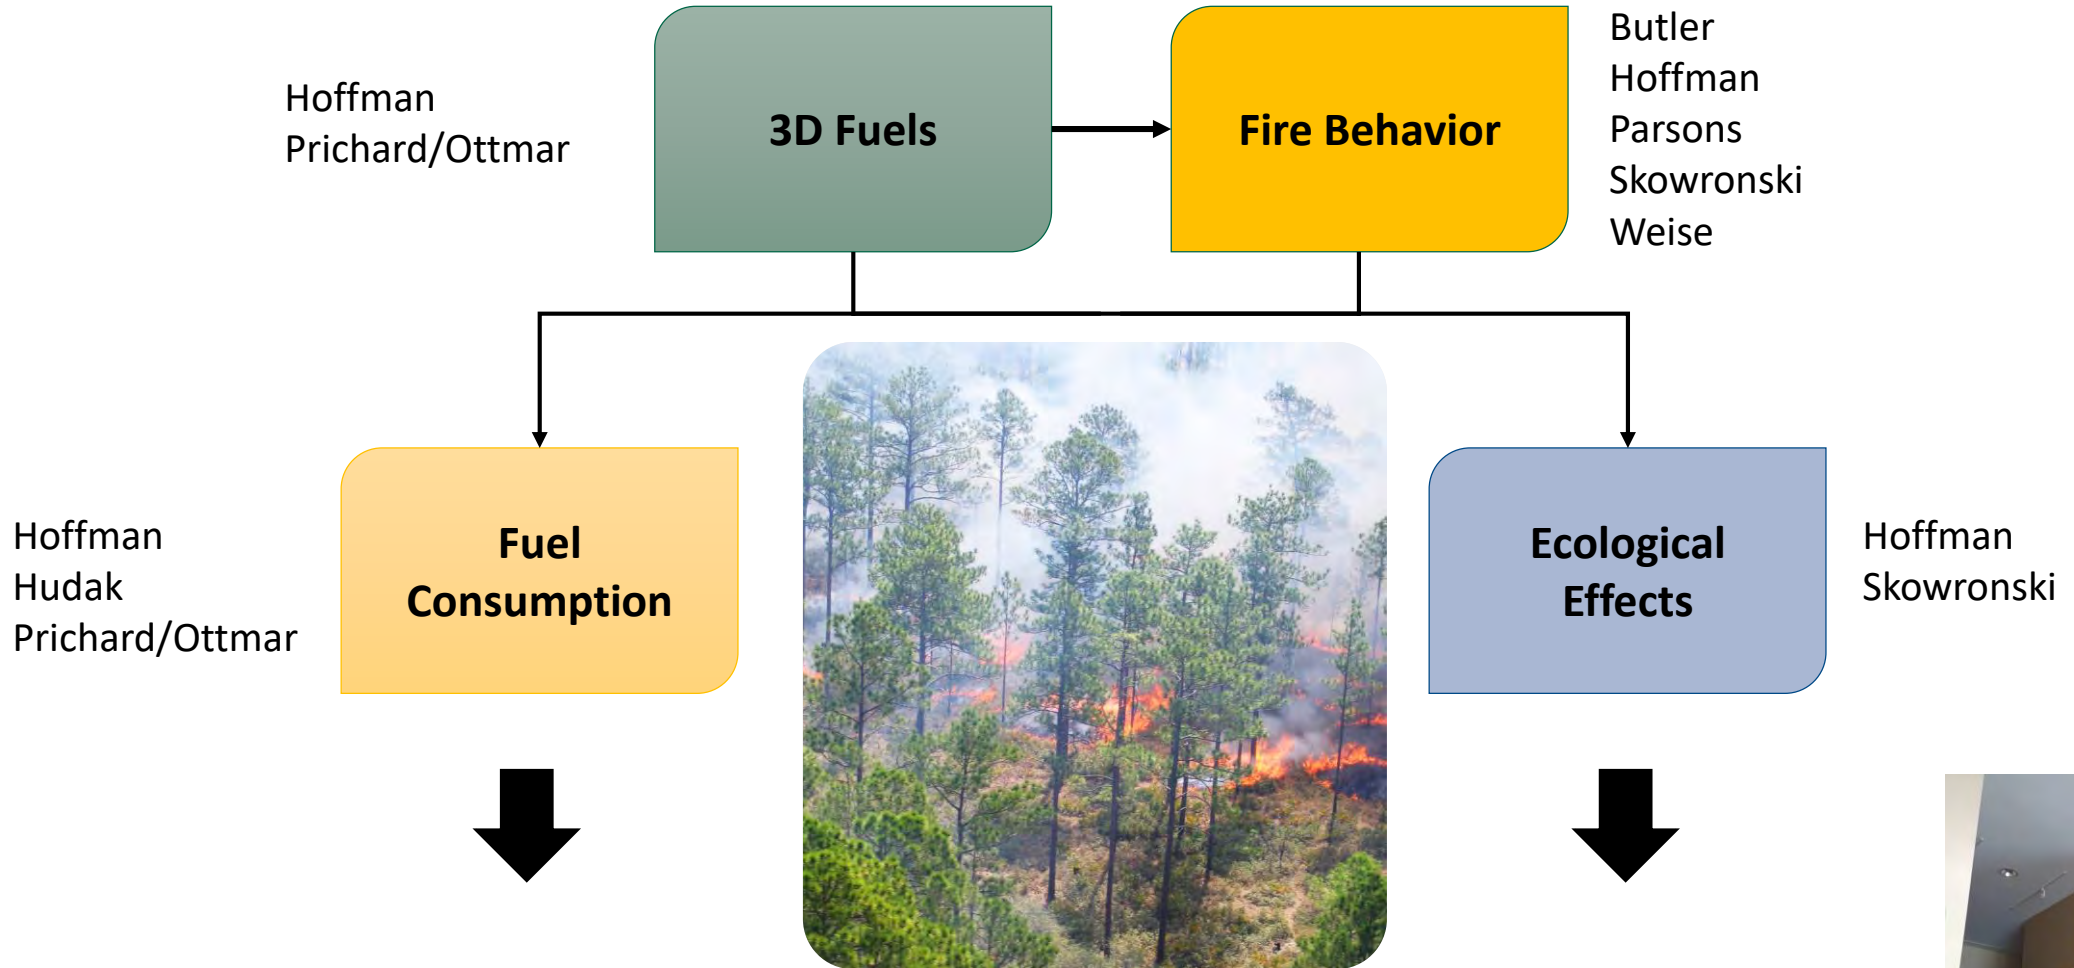 Hoffman
Prichard/Ottmar
3D Fuels
Fire Behavior
Butler
Hoffman
Parsons
Skowronski
Weise
Hoffman
Hudak
Prichard/Ottmar
Fuel
Consumption
Ecological
Effects
Hoffman
Skowronski